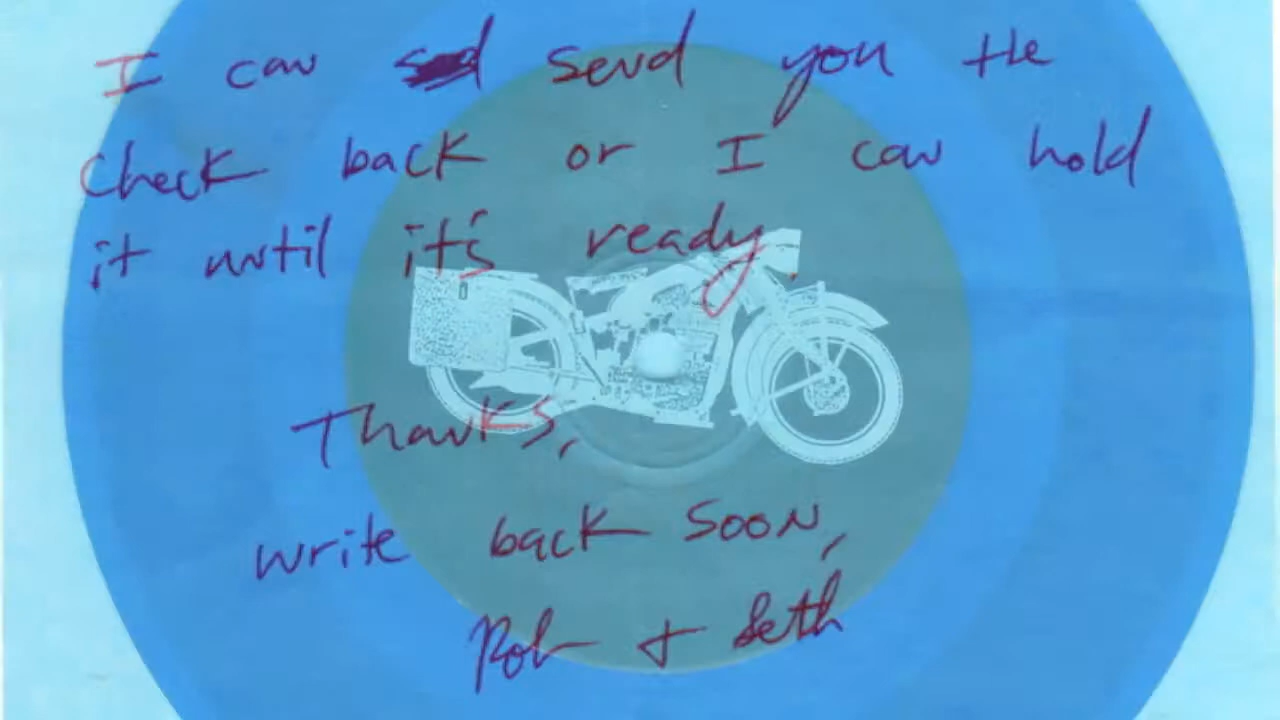 I can send you the
check back or I can hold
it until it's ready.
Thanks,
write back soon,
Rob + Seth